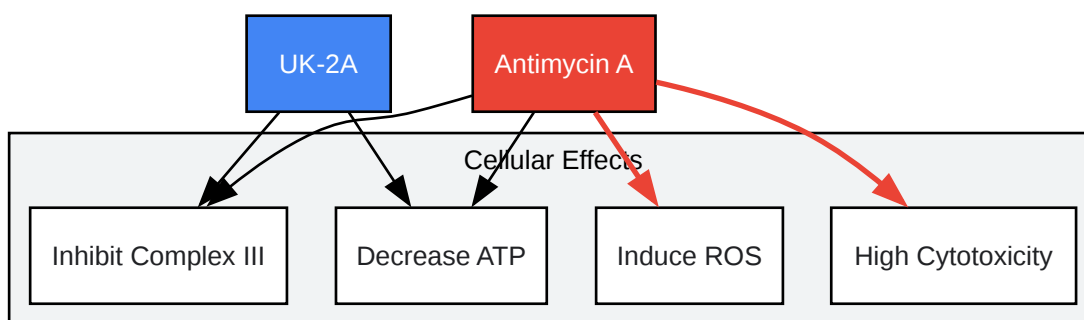 UK-2A
Antimycin A
Cellular Effects
Inhibit Complex III
Decrease ATP
Induce ROS
High Cytotoxicity